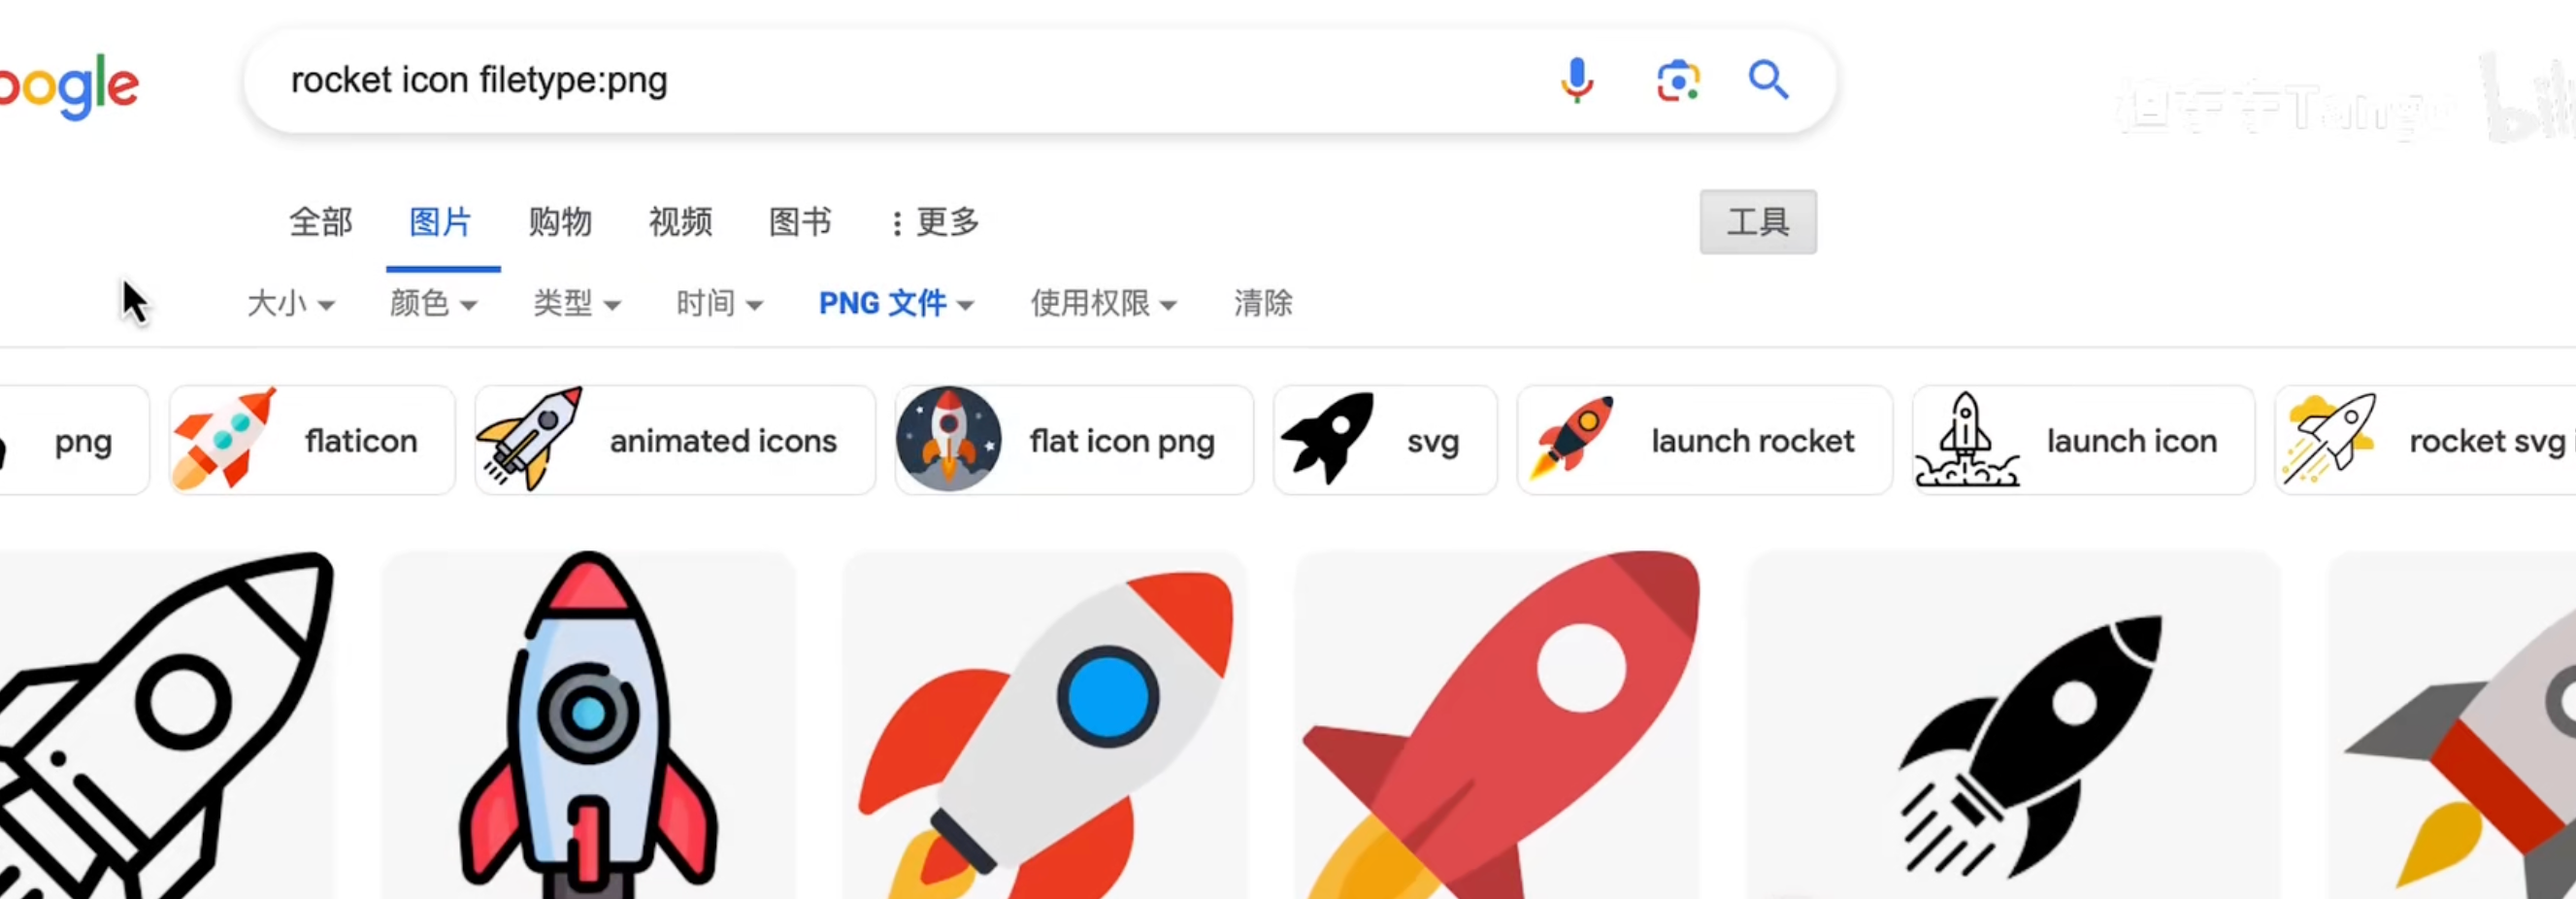 oogle
rocket icon filetype:png
全部 图片 购物 视频 图书 更多 工具
大小 颜色 类型 时间 PNG 文件 使用权限 清除
png flaticon animated icons flat icon png svg launch rocket launch icon rocket svg